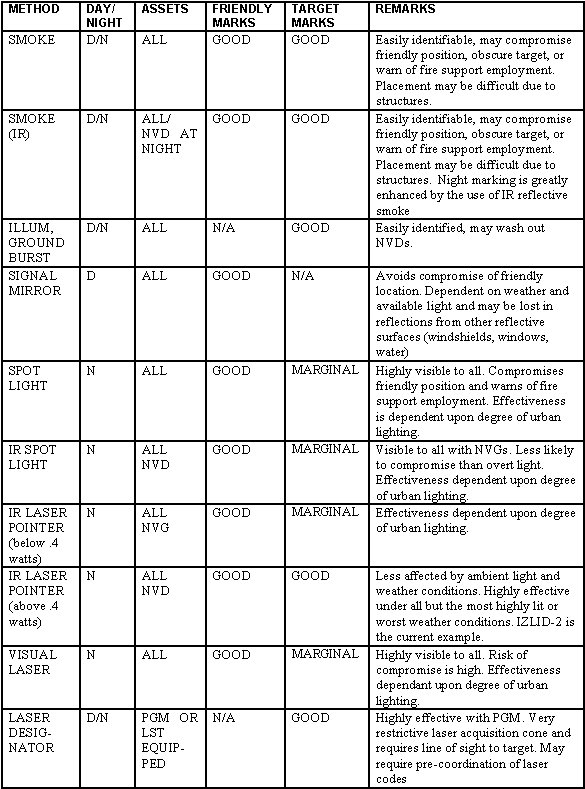 METHOD DAY/ NIGHT ASSETS FRIENDLY MARKS TARGET MARKS REMARKS
SMOKE D/N ALL GOOD GOOD Easily identifiable, may compromise
friendly position, obscure target, or
warn of fire support employment.
Placement may be difficult due to
structures.
SMOKE (IR) D/N ALL/ NVD AT NIGHT GOOD GOOD Easily identifiable, may compromise
friendly position, obscure target, or
warn of fire support employment.
Placement may be difficult due to
structures. Night marking is greatly
enhanced by the use of IR reflective
smoke
ILLUM, GROUND BURST D/N ALL N/A GOOD Easily identified, may wash out
NVDs.
SIGNAL MIRROR D ALL GOOD N/A Avoids compromise of friendly
location. Dependent on weather and
available light and may be lost in
reflections from other reflective
surfaces (windshields, windows,
water)
SPOT LIGHT N ALL GOOD MARGINAL Highly visible to all. Compromises
friendly position and warns of fire
support employment. Effectiveness
is dependent upon degree of urban
lighting.
IR SPOT LIGHT N ALL NVD GOOD MARGINAL Visible to all with NVGs. Less likely
to compromise than overt light.
Effectiveness dependent upon degree
of urban lighting.
IR LASER POINTER (below .4 watts) N ALL NVG GOOD MARGINAL Effectiveness dependent upon degree
of urban lighting.
IR LASER POINTER (above .4 watts) N ALL NVD GOOD GOOD Less affected by ambient light and
weather conditions. Highly effective
under all but the most highly lit or
worst weather conditions. IZLID-2 is
the current example.
VISUAL LASER N ALL GOOD MARGINAL Highly visible to all. Risk of
compromise is high. Effectiveness
dependant upon degree of urban
lighting.
LASER DESIG- NATOR D/N PGM OR LST EQUIP- PED N/A GOOD Highly effective with PGM. Very
restrictive laser acquisition cone and
requires line of sight to target. May
require pre-coordination of laser
codes